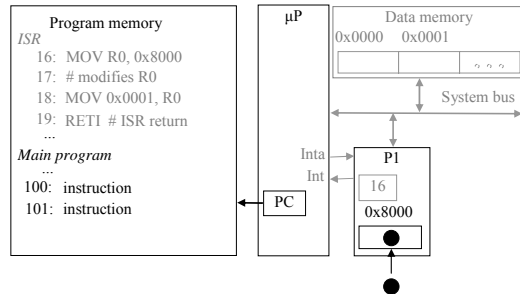 Program memory
ISR
16: MOV R0, 0x8000
17: # modifies R0
18: MOV 0x0001, R0
19: RETI # ISR return
...
Main program
...
100: instruction
101: instruction
μP
PC
Inta
Int
Data memory
0x0000 0x0001
System bus
P1
16
0x8000